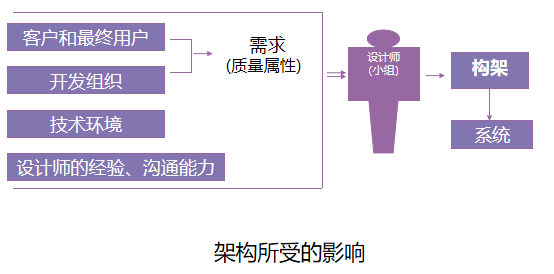 客户和最终用户
开发组织
技术环境
设计师的经验、沟通能力
需求
(质量属性)
设计师
(小组)
构架
系统
架构所受的影响